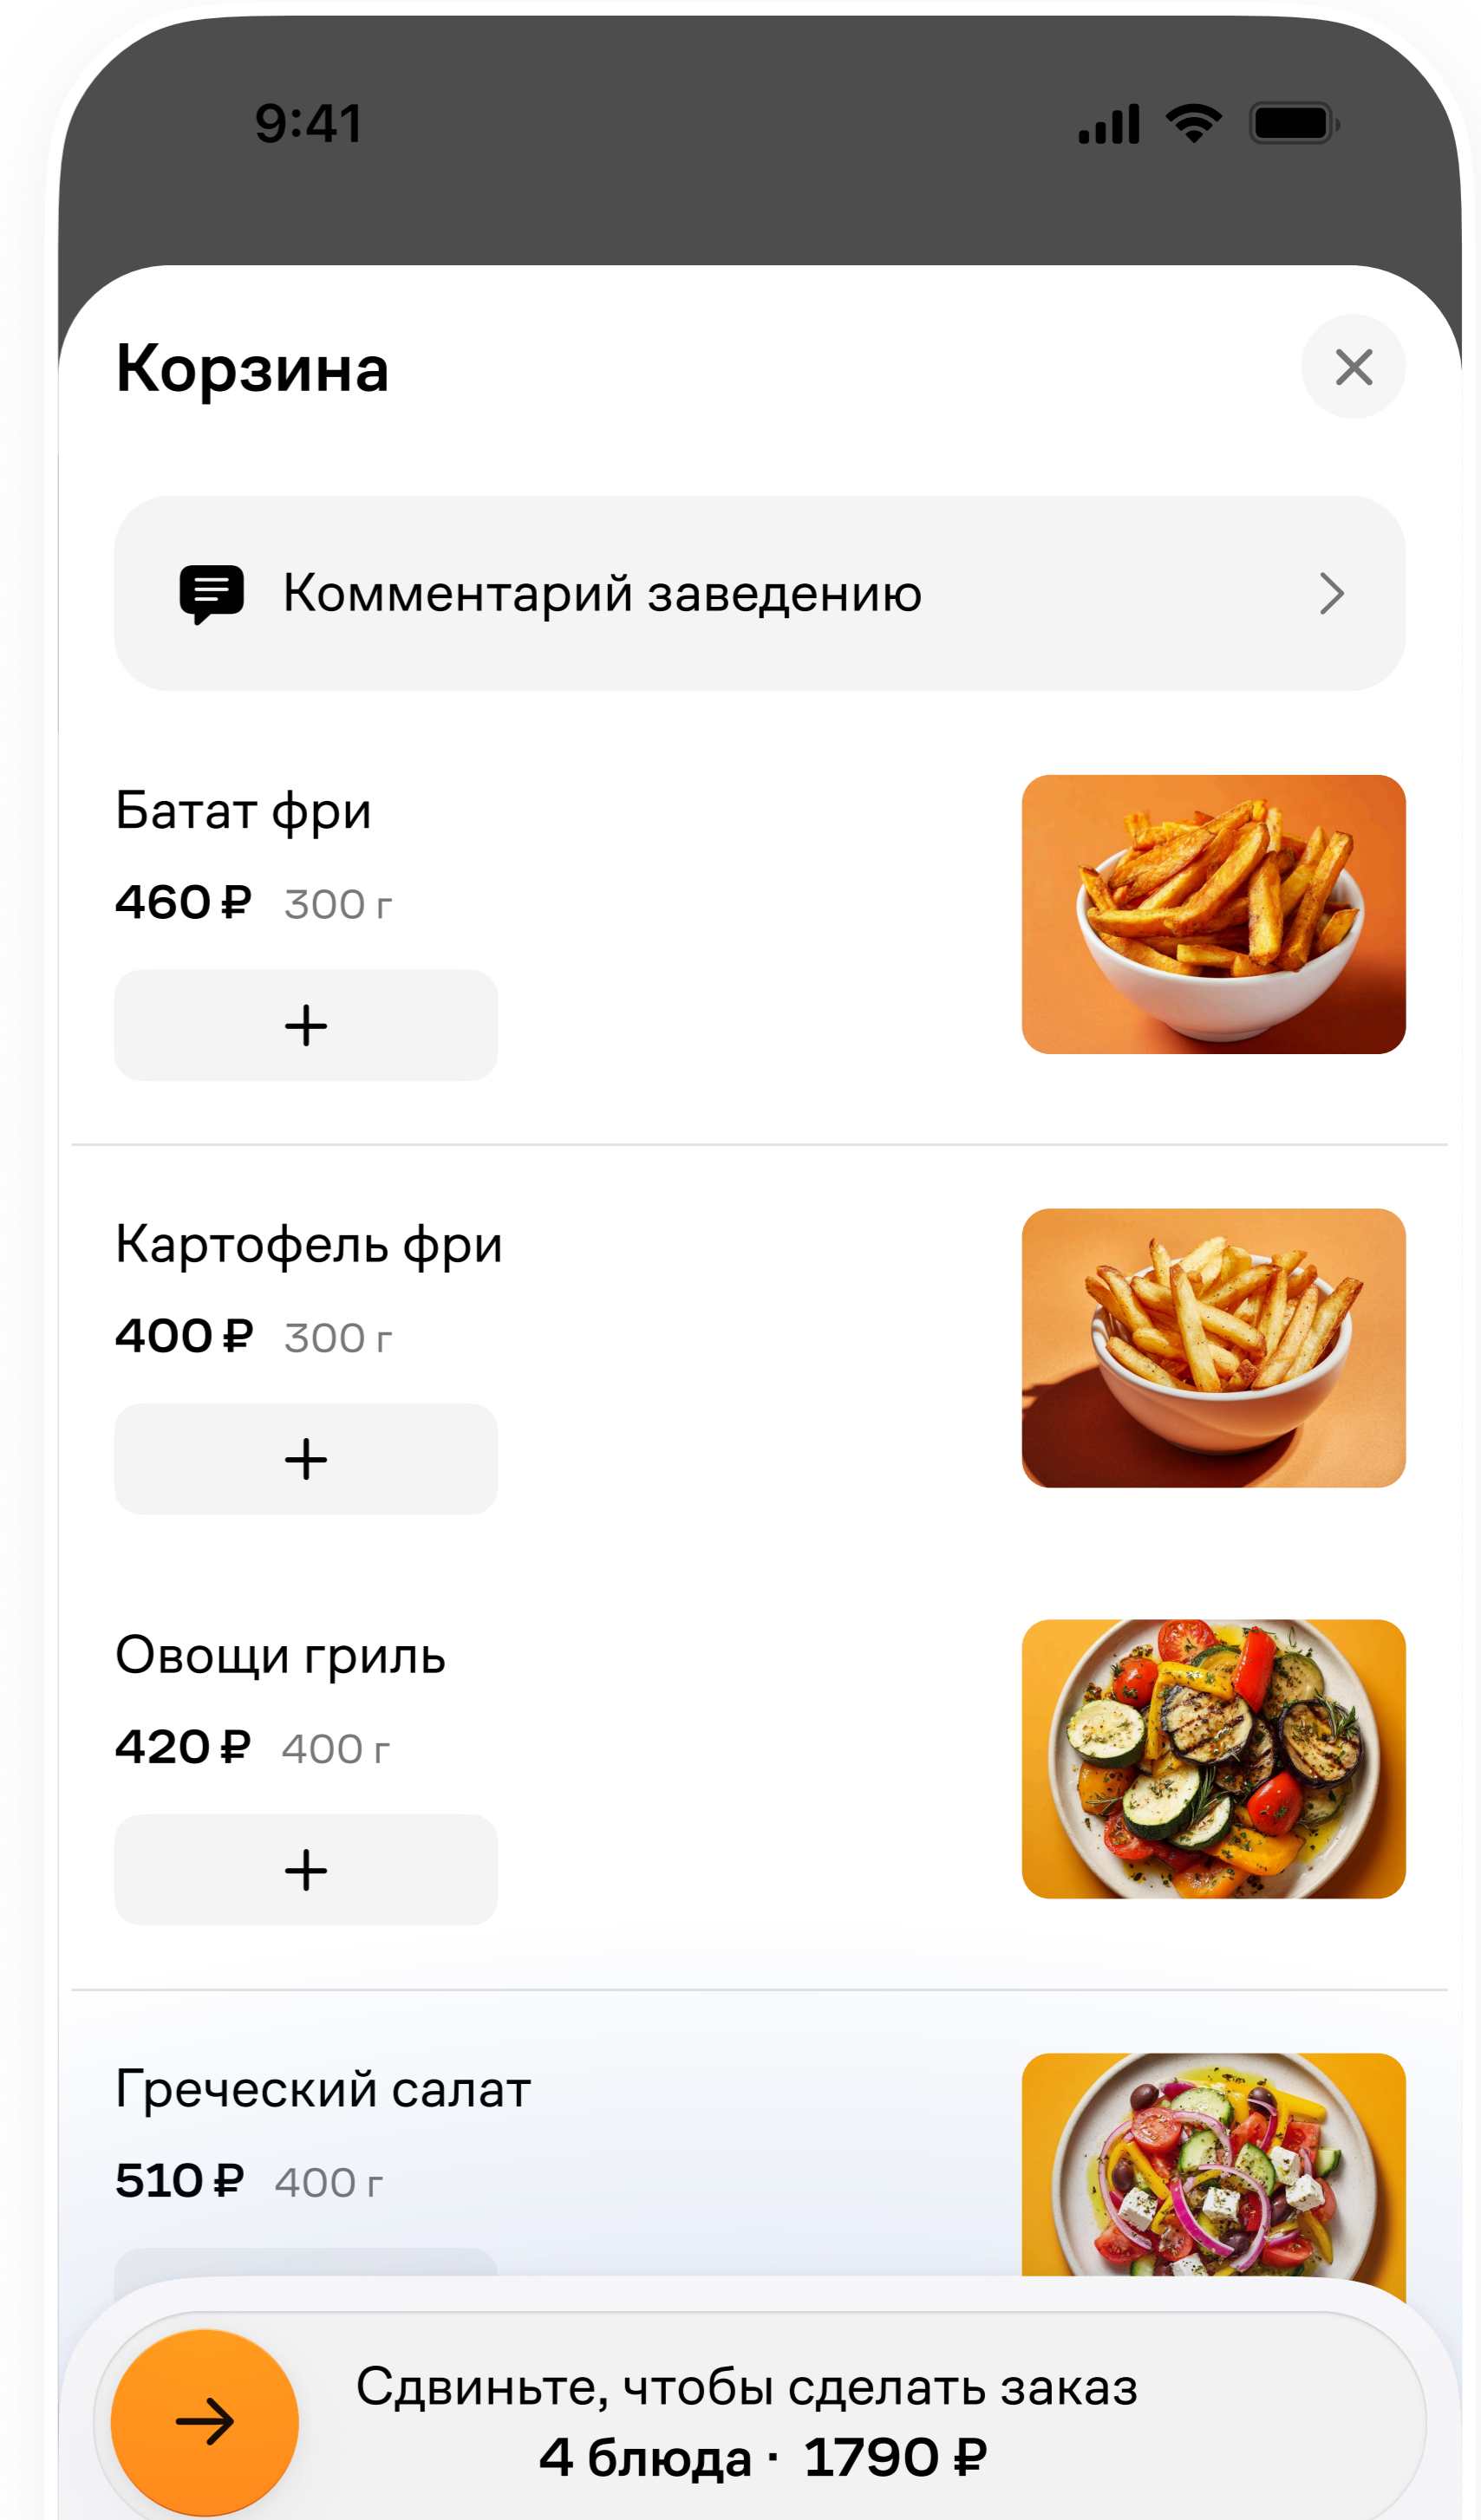 9:41
Корзина
Комментарий заведению
Батат фри
460 ₽ 300 г
Картофель фри
400 ₽ 300 г
Овощи гриль
420 ₽ 400 г
Греческий салат
510 ₽ 400 г
Сдвиньте, чтобы сделать заказ
4 блюда · 1790 ₽